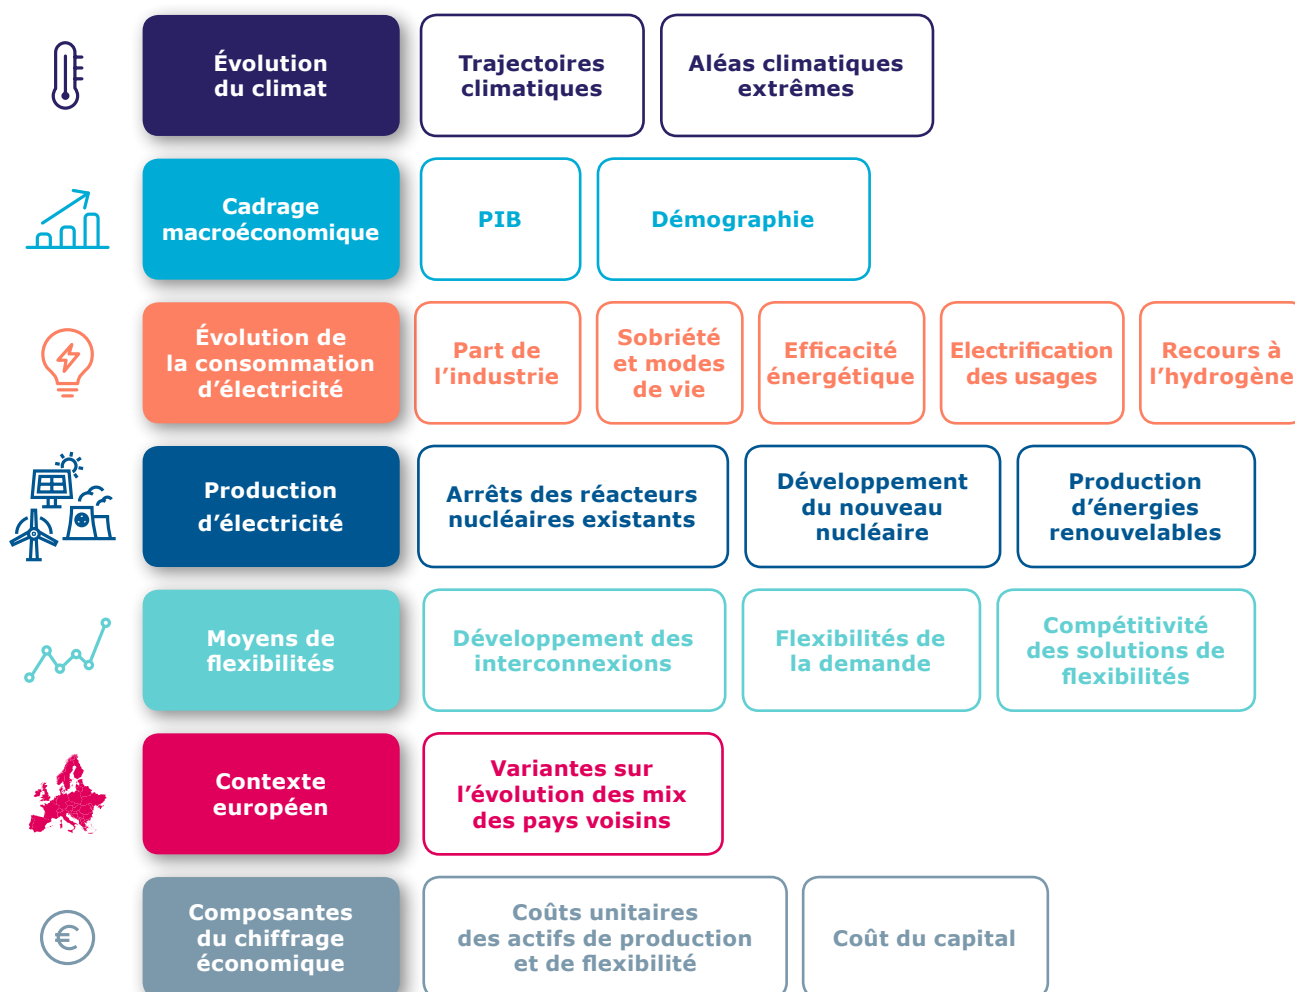 Évolution
du climat
Trajectoires
climatiques
Aléas climatiques
extrêmes
Cadrage
macroéconomique
PIB
Démographie
Évolution de
la consommation
d’électricité
Part de
l’industrie
Sobriété
et modes
de vie
Efficacité
énergétique
Electrification
des usages
Recours à
l’hydrogène
Production
d’électricité
Arrêts des réacteurs
nucléaires existants
Développement
du nouveau
nucléaire
Production
d’énergies
renouvelables
Moyens de
flexibilités
Développement des
interconnexions
Flexibilités de
la demande
Compétitivité
des solutions de
flexibilités
Contexte
européen
Variantes sur
l’évolution des mix
des pays voisins
€
Composantes
du chiffrage
économique
Coûts unitaires
des actifs de production
et de flexibilité
Coût du capital